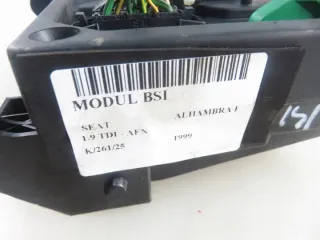 MODUL BSI
SEAT ALHAMBRA I
1.9 TDI - AFN
K/261/25 1999